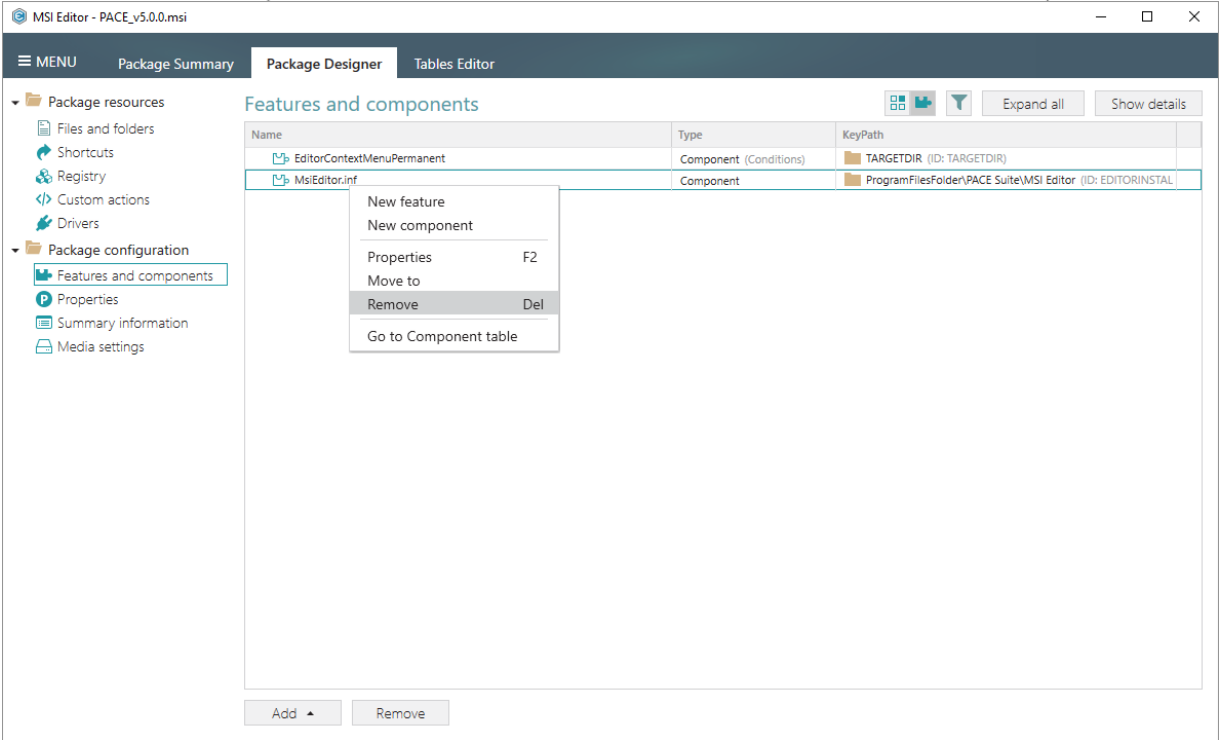 MSI Editor - PACE_v5.0.0.msi
MENU Package Summary Package Designer Tables Editor
Package resources
Files and folders
Shortcuts
Registry
Custom actions
Drivers
Package configuration
Features and components
Properties
Summary information
Media settings
Features and components
Expand all Show details
Name Type KeyPath
EditorContextMenuPermanent Component (Conditions) TARGETDIR (ID: TARGETDIR)
MsiEditor.inf Component ProgramFilesFolder\PACE Suite\MSI Editor (ID: EDITORINSTAL
New feature
New component
Properties F2
Move to
Remove Del
Go to Component table
Add Remove